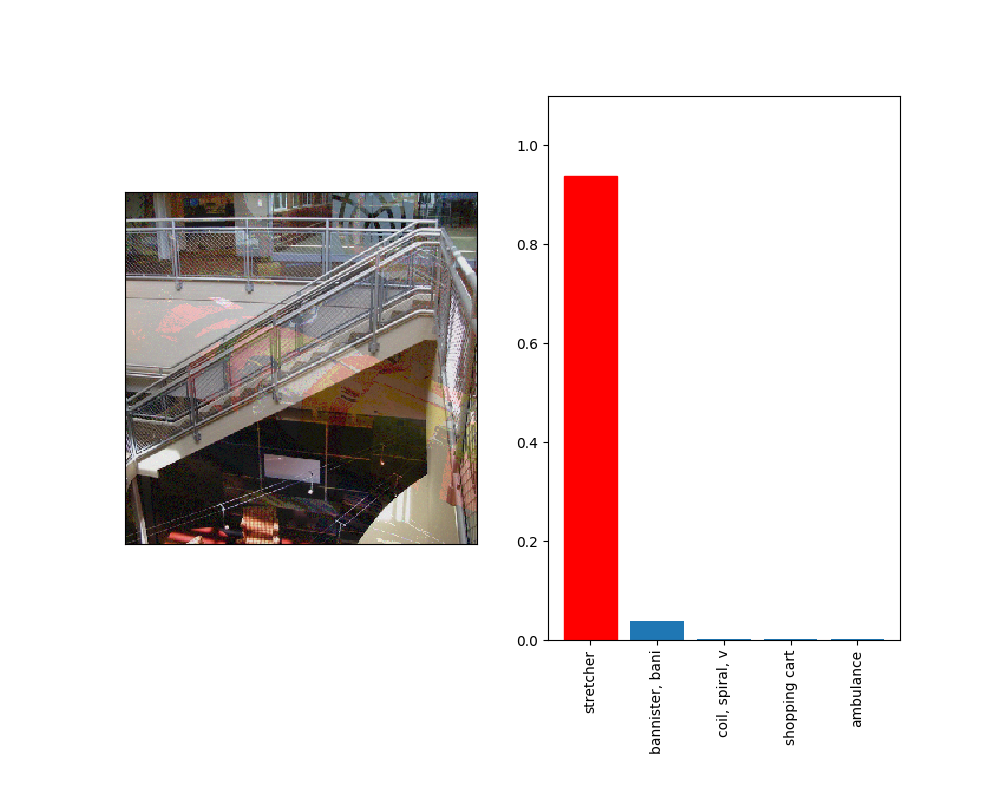 1.0
0.8
0.6
0.4
0.2
0.0
stretcher
bannister, bani
coil, spiral, v
shopping cart
ambulance